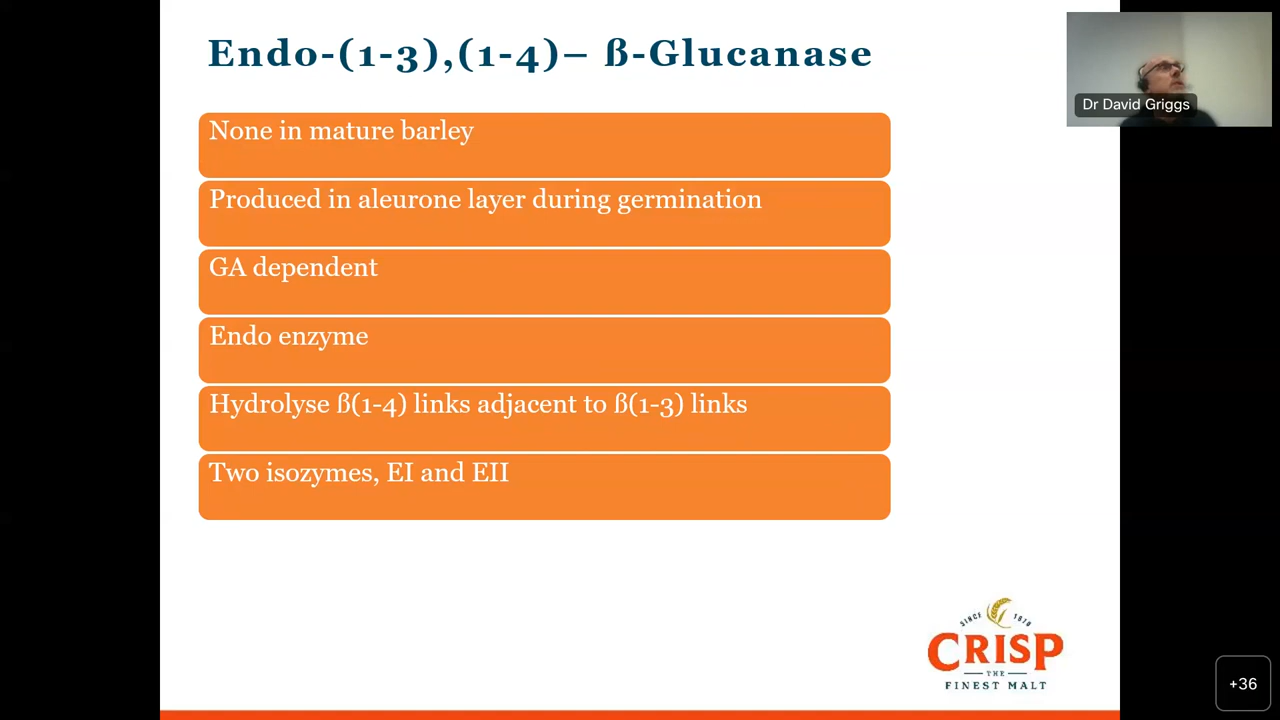 Endo-(1-3),(1-4)– ß-Glucanase
Dr David Griggs
None in mature barley
Produced in aleurone layer during germination
GA dependent
Endo enzyme
Hydrolyse ß(1-4) links adjacent to ß(1-3) links
Two isozymes, EI and EII
SINCE 1870
CRISP
THE
FINEST MALT
+36